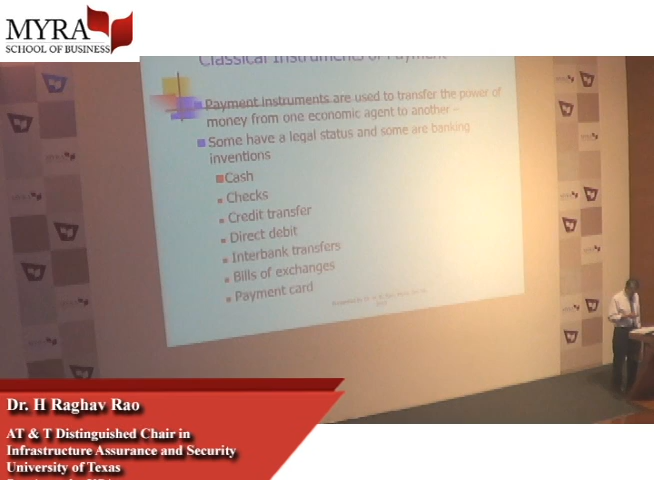 MYRA
SCHOOL OF BUSINESS
Classical Instruments of Payment
Payment instruments are used to transfer the power of
money from one economic agent to another –
Some have a legal status and some are banking
inventions
Cash
Checks
Credit transfer
Direct debit
Interbank transfers
Bills of exchanges
Payment card
Dr. H Raghav Rao
AT & T Distinguished Chair in
Infrastructure Assurance and Security
University of Texas